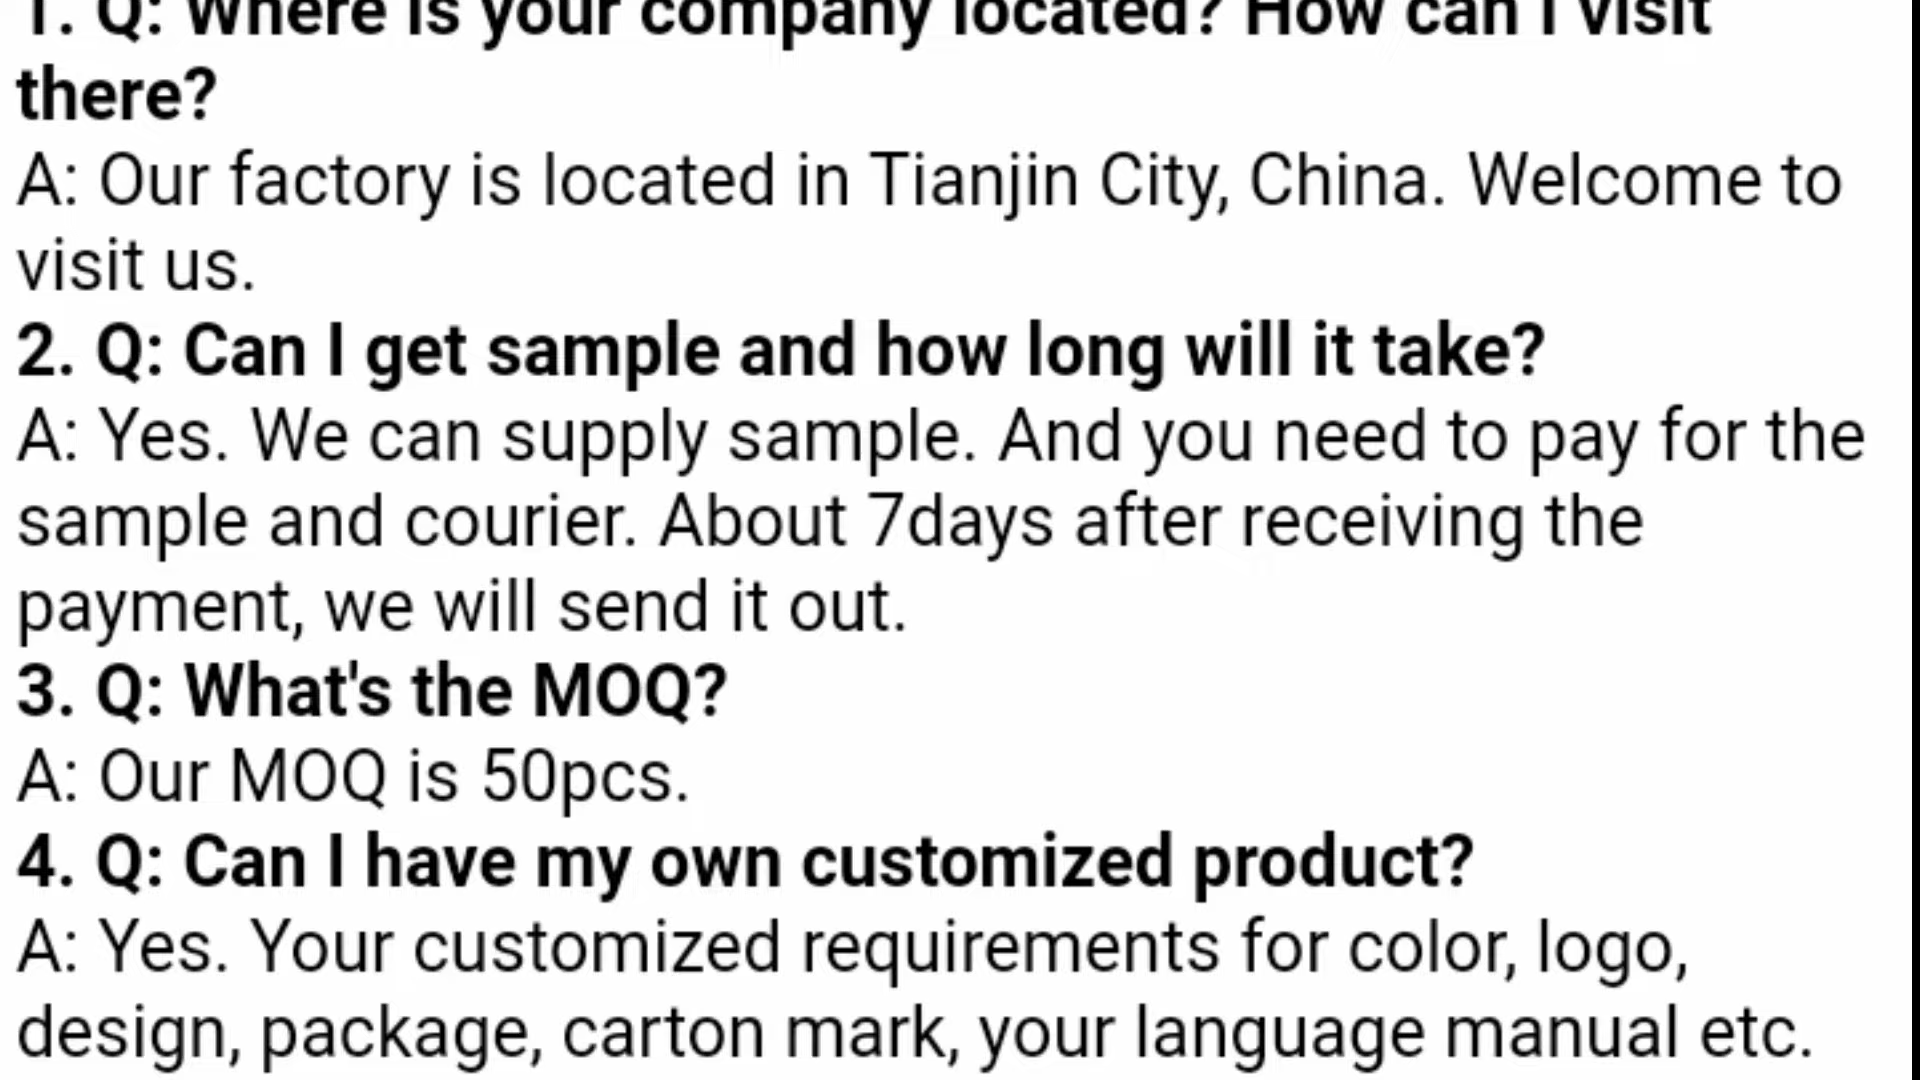 1. Q: Where is your company located? How can I visit
there?
A: Our factory is located in Tianjin City, China. Welcome to
visit us.
2. Q: Can I get sample and how long will it take?
A: Yes. We can supply sample. And you need to pay for the
sample and courier. About 7days after receiving the
payment, we will send it out.
3. Q: What's the MOQ?
A: Our MOQ is 50pcs.
4. Q: Can I have my own customized product?
A: Yes. Your customized requirements for color, logo,
design, package, carton mark, your language manual etc.